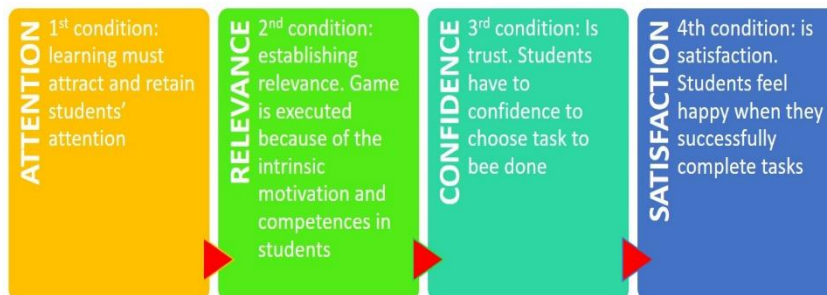 ATTENTION
1st condition:
learning must
attract and retain
students'
attention
RELEVANCE
2nd condition:
establishing
relevance. Game
is executed
because of the
intrinsic
motivation and
competences in
students
CONFIDENCE
3rd condition: Is
trust. Students
have to
confidence to
choose task to
bee done
SATISFACTION
4th condition: is
satisfaction.
Students feel
happy when they
successfully
complete tasks